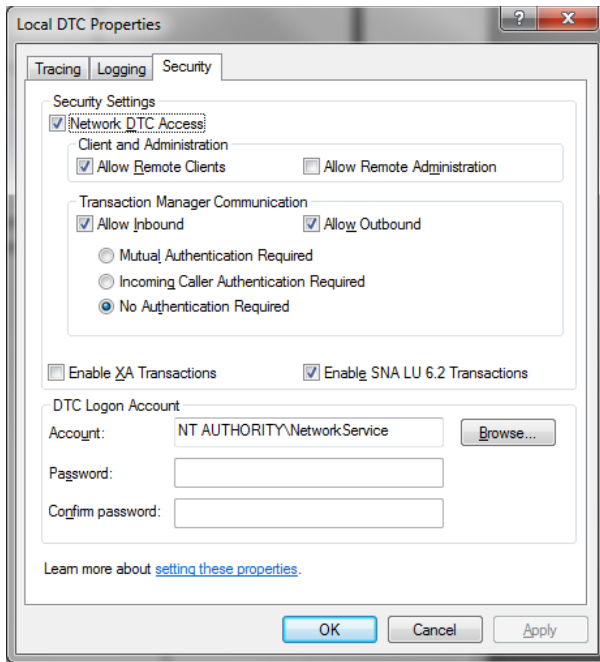 Local DTC Properties
Tracing Logging Security
Security Settings
Network DTC Access
Client and Administration
Allow Remote Clients Allow Remote Administration
Transaction Manager Communication
Allow Inbound Allow Outbound
Mutual Authentication Required
Incoming Caller Authentication Required
No Authentication Required
Enable XA Transactions Enable SNA LU 6.2 Transactions
DTC Logon Account
Account: NT AUTHORITY\NetworkService Browse...
Password:
Confirm password:
Learn more about setting these properties.
OK Cancel Apply